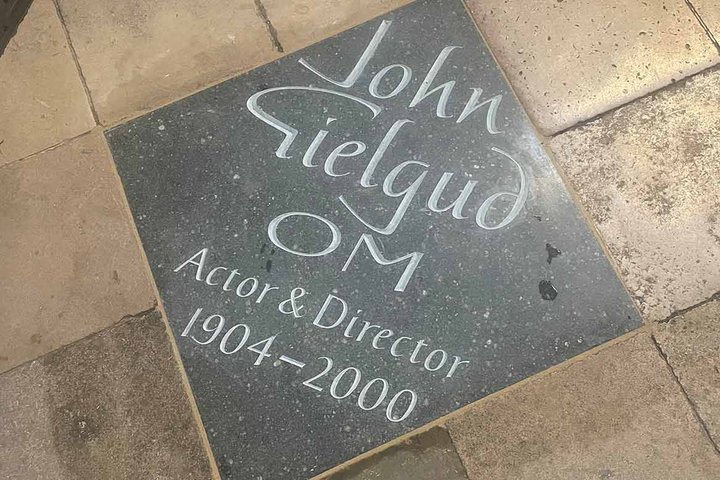 John
Gielgud
OM
Actor & Director
1904–2000